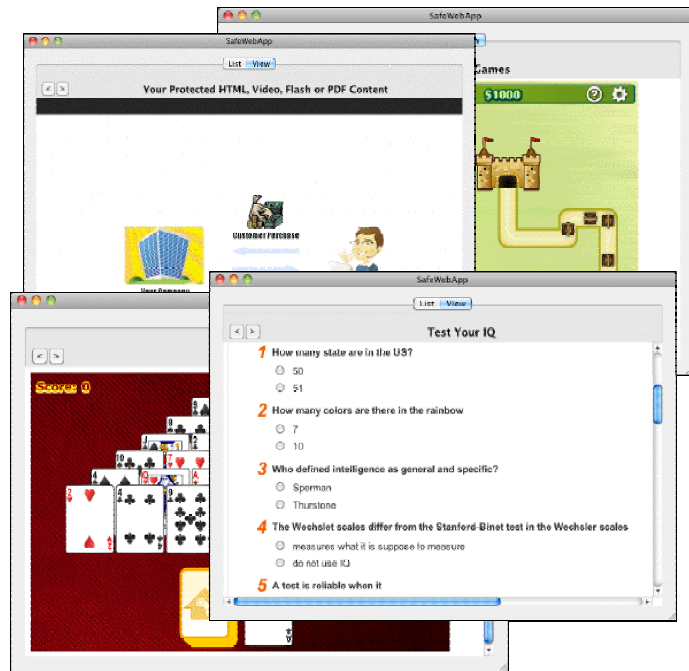 SafeWebApp
Games
$1000
SafeWebApp
List View
< >
Your Protected HTML, Video, Flash or PDF Content
Customer Purchase
Your Company
SafeWebApp
List View
< >
Test Your IQ
1 How many state are in the US?
50
51
2 How many colors are there in the rainbow
7
10
3 Who defined intelligence as general and specific?
Sperman
Thurstone
4 The Wechslet scales differ from the Stanford-Binet test in the Wechsler scales
measures what it is suppose to measure
do not use IQ
5 A test is reliable when it
< >
Score: 0